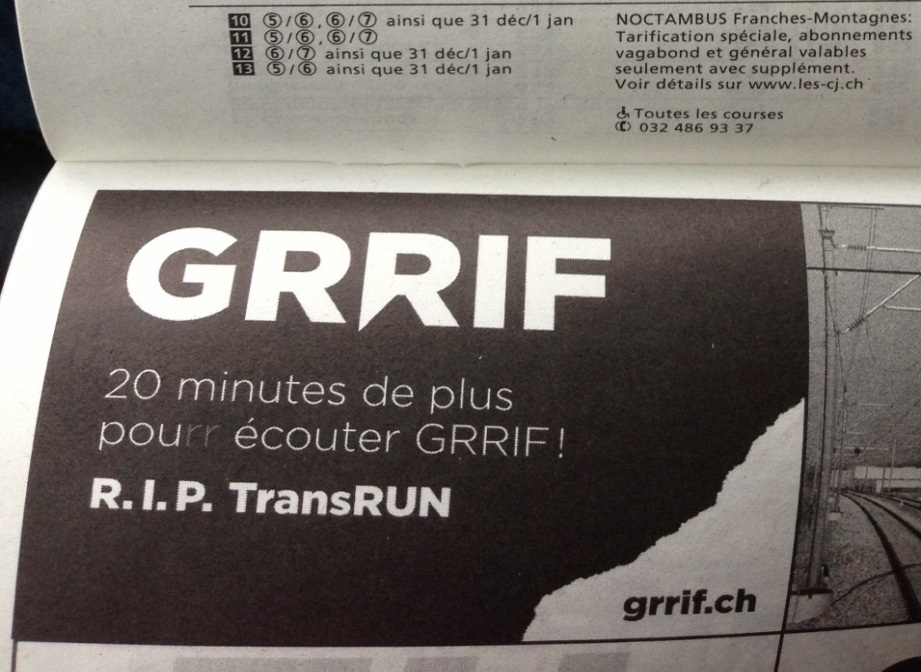 10 ⑤/⑥, ⑥/⑦ ainsi que 31 déc/1 jan
11 ⑤/⑥, ⑥/⑦
12 ⑥/⑦ ainsi que 31 déc/1 jan
13 ⑤/⑥ ainsi que 31 déc/1 jan
NOCTAMBUS Franches-Montagnes:
Tarification spéciale, abonnements
vagabond et général valables
seulement avec supplément.
Voir détails sur www.les-cj.ch
♿ Toutes les courses
✆ 032 486 93 37
GRRIF
20 minutes de plus
pourr écouter GRRIF!
R.I.P. TransRUN
grrif.ch